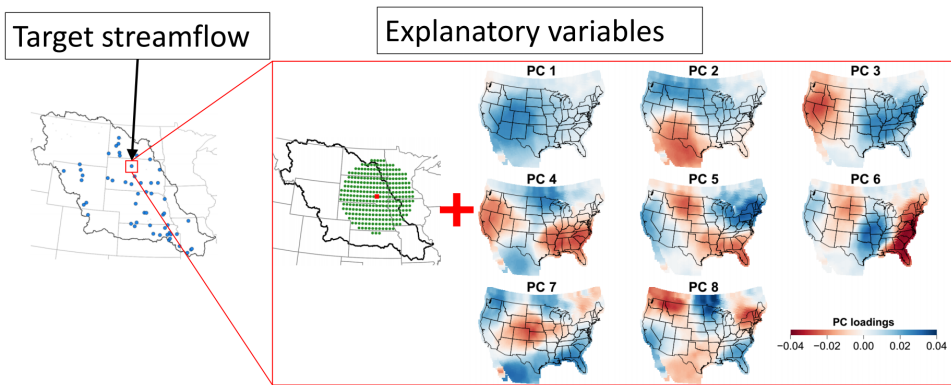 Target streamflow
Explanatory variables
PC 1
PC 2
PC 3
PC 4
PC 5
PC 6
PC 7
PC 8
PC loadings
−0.04 −0.02 0.00 0.02 0.04